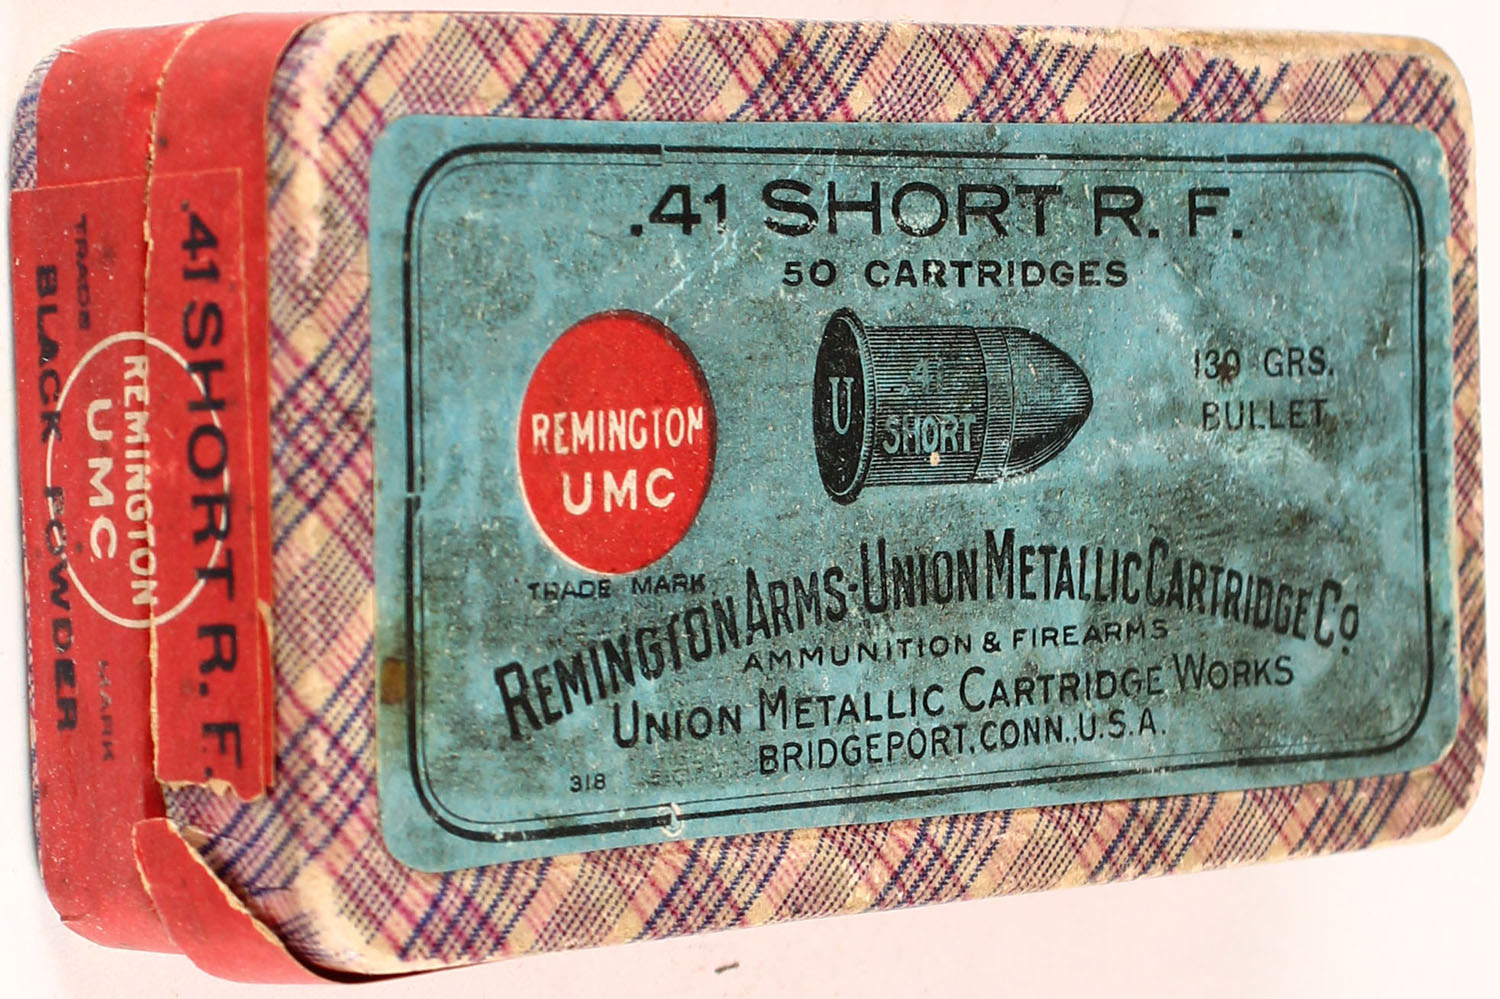 .41 SHORT R. F.
50 CARTRIDGES
130 GRS.
BULLET
U
.41
SHORT
REMINGTON
UMC
TRADE MARK
REMINGTON ARMS-UNION METALLIC CARTRIDGE CO.
AMMUNITION & FIREARMS
UNION METALLIC CARTRIDGE WORKS
BRIDGEPORT, CONN., U.S.A.
318
.41 SHORT R. F.
REMINGTON
UMC
TRADE MARK
BLACK POWDER